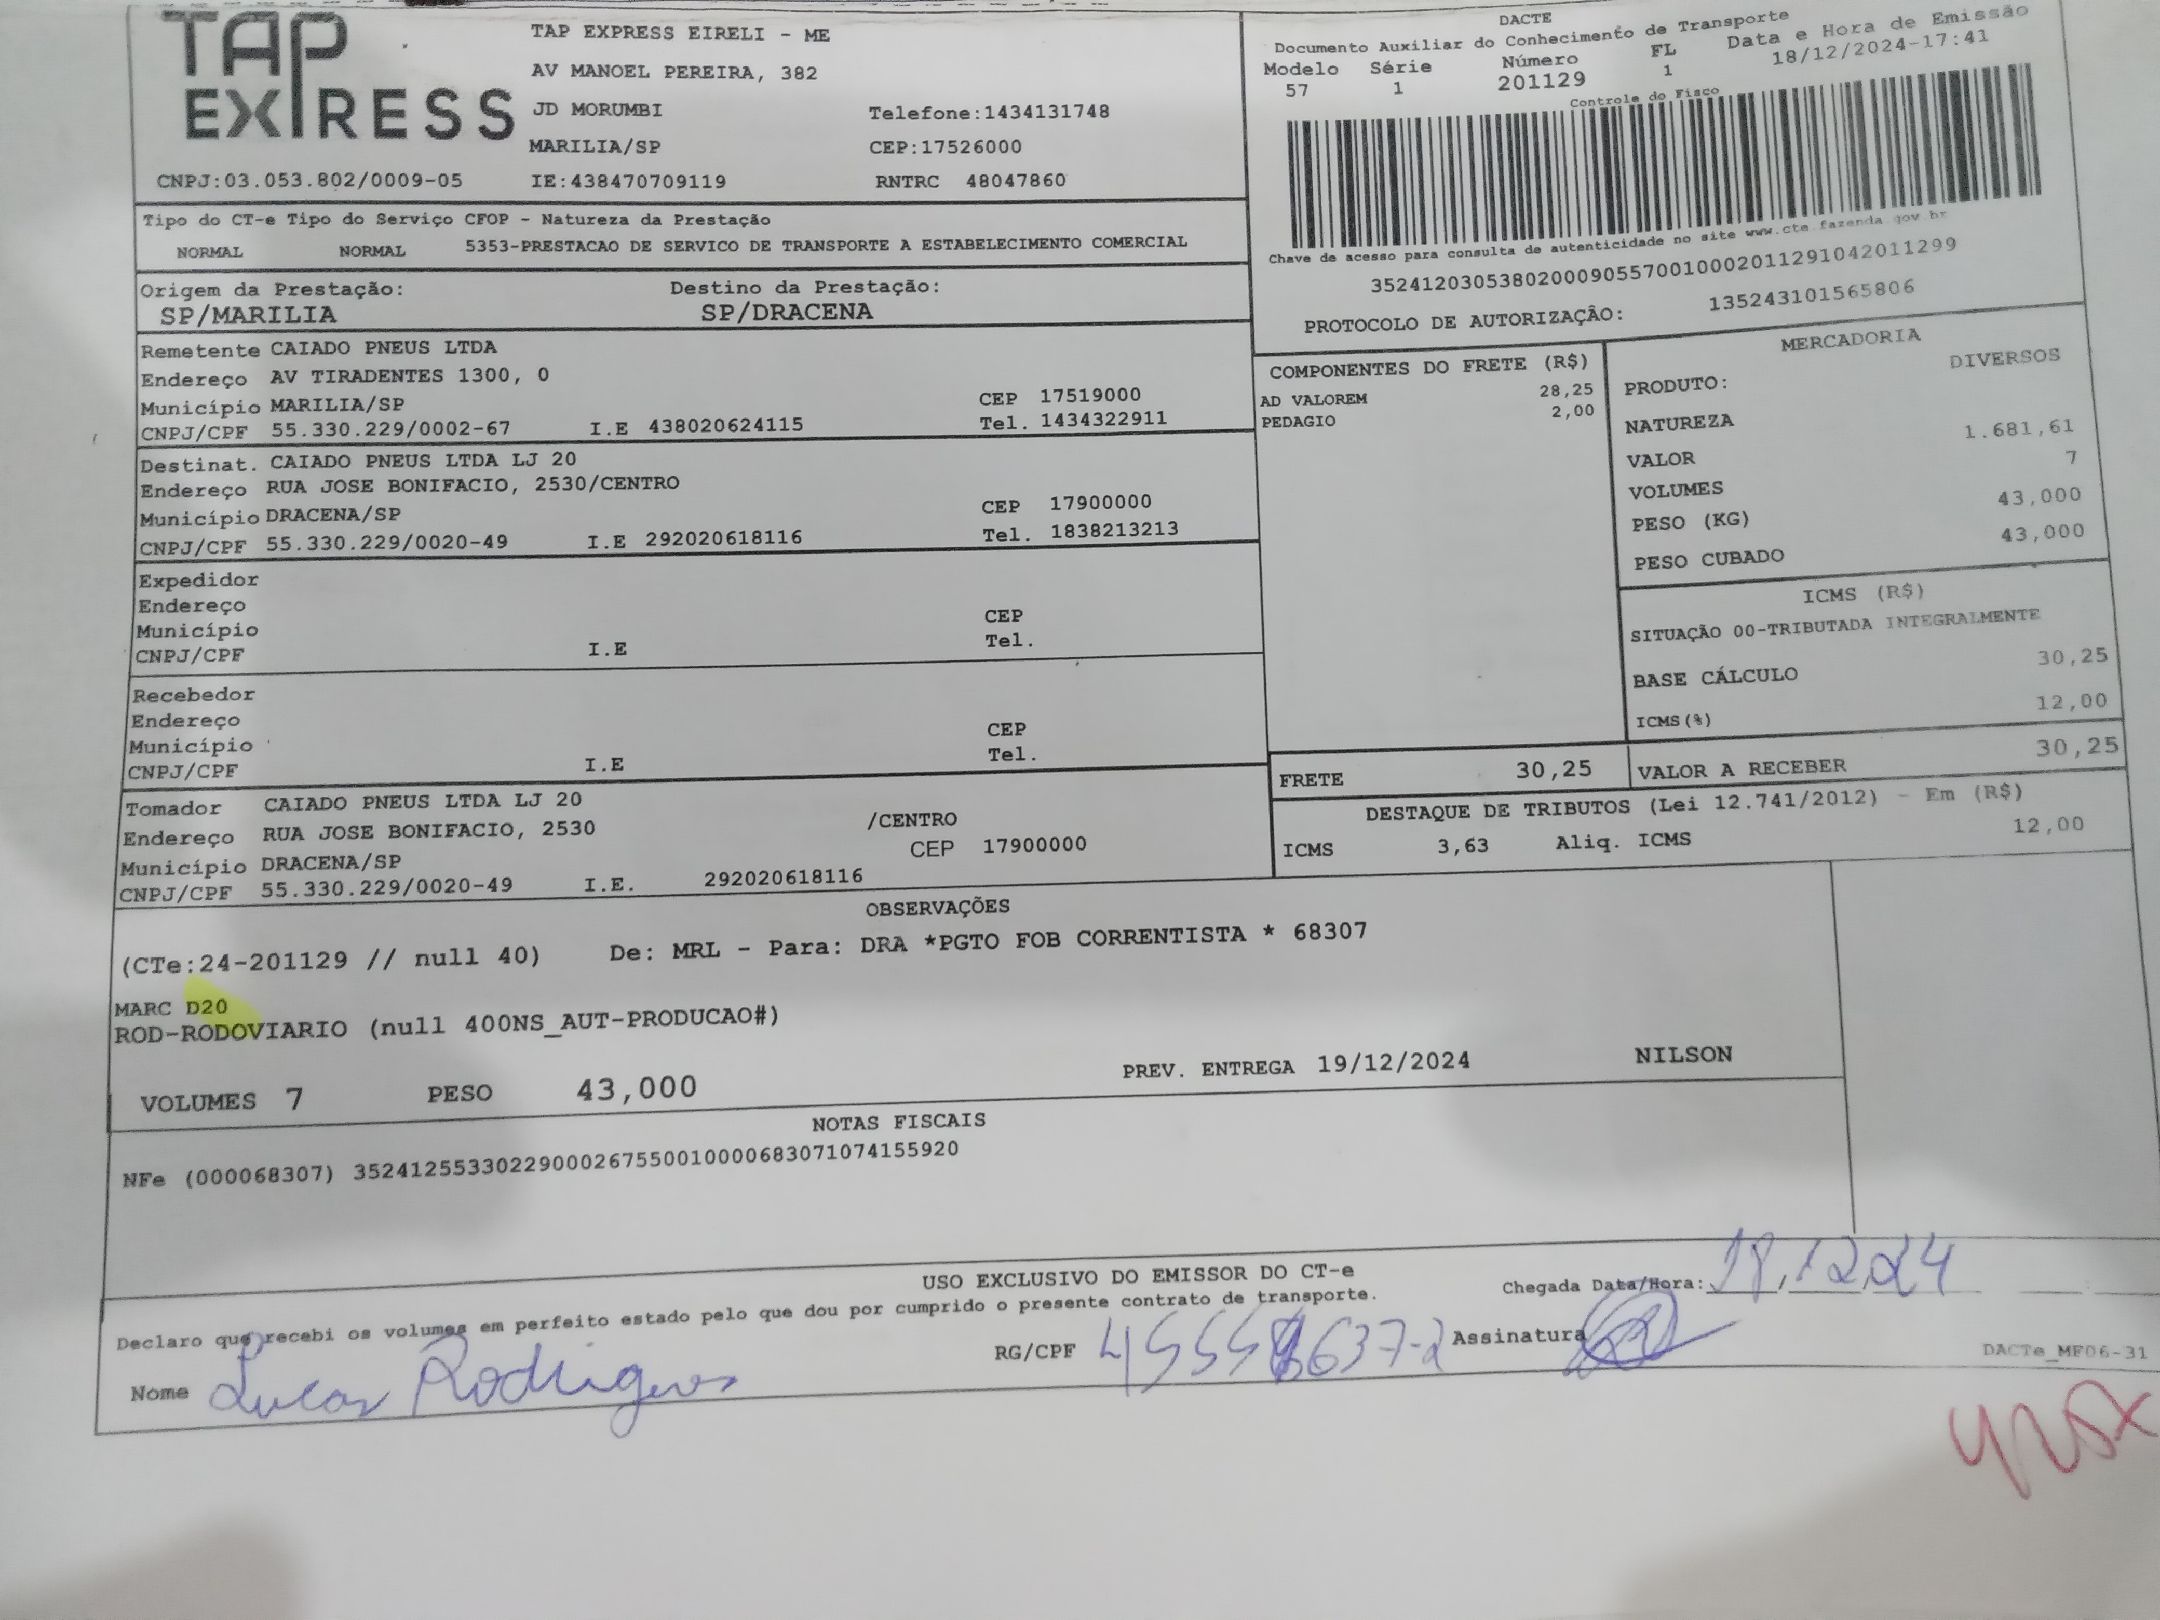 TAP EXPRESS
TAP EXPRESS EIRELI - ME
AV MANOEL PEREIRA, 382
JD MORUMBI Telefone:1434131748
MARILIA/SP CEP:17526000
CNPJ:03.053.802/0009-05 IE:438470709119 RNTRC 48047860
DACTE
Documento Auxiliar do Conhecimento de Transporte
Modelo Série Número FL Data e Hora de Emissão
57 1 201129 1 18/12/2024-17:41
Controle do Fisco
Chave de acesso para consulta de autenticidade no site www.cte.fazenda.gov.br
35241203053802000905570010002011291042011299
PROTOCOLO DE AUTORIZAÇÃO: 135243101565806
Tipo do CT-e Tipo do Serviço CFOP - Natureza da Prestação
NORMAL NORMAL 5353-PRESTACAO DE SERVICO DE TRANSPORTE A ESTABELECIMENTO COMERCIAL
Origem da Prestação: Destino da Prestação:
SP/MARILIA SP/DRACENA
Remetente CAIADO PNEUS LTDA
Endereço AV TIRADENTES 1300, 0
Município MARILIA/SP CEP 17519000
CNPJ/CPF 55.330.229/0002-67 I.E 438020624115 Tel. 1434322911
Destinat. CAIADO PNEUS LTDA LJ 20
Endereço RUA JOSE BONIFACIO, 2530/CENTRO
Município DRACENA/SP CEP 17900000
CNPJ/CPF 55.330.229/0020-49 I.E 292020618116 Tel. 1838213213
Expedidor
Endereço
Município CEP
CNPJ/CPF I.E Tel.
Recebedor
Endereço
Município CEP
CNPJ/CPF I.E Tel.
Tomador CAIADO PNEUS LTDA LJ 20
Endereço RUA JOSE BONIFACIO, 2530 /CENTRO
Município DRACENA/SP CEP 17900000
CNPJ/CPF 55.330.229/0020-49 I.E. 292020618116
COMPONENTES DO FRETE (R$)
AD VALOREM 28,25
PEDAGIO 2,00
MERCADORIA
PRODUTO: DIVERSOS
NATUREZA
VALOR 1.681,61
VOLUMES 7
PESO (KG) 43,000
PESO CUBADO 43,000
ICMS (R$)
SITUAÇÃO 00-TRIBUTADA INTEGRALMENTE
BASE CÁLCULO 30,25
ICMS(%) 12,00
FRETE 30,25 VALOR A RECEBER 30,25
DESTAQUE DE TRIBUTOS (Lei 12.741/2012) - Em (R$)
ICMS 3,63 Aliq. ICMS 12,00
OBSERVAÇÕES
(CTe:24-201129 // null 40) De: MRL - Para: DRA *PGTO FOB CORRENTISTA * 68307
MARC D20
ROD-RODOVIARIO (null 400NS_AUT-PRODUCAO#)
VOLUMES 7 PESO 43,000 PREV. ENTREGA 19/12/2024 NILSON
NOTAS FISCAIS
NFe (000068307) 35241255330229000267550010000683071074155920
USO EXCLUSIVO DO EMISSOR DO CT-e
Declaro que recebi os volumes em perfeito estado pelo que dou por cumprido o presente contrato de transporte.
Chegada Data/Hora: 12 24
Nome Lucas Rodrigues RG/CPF Assinatura
DACTe_MF06-31